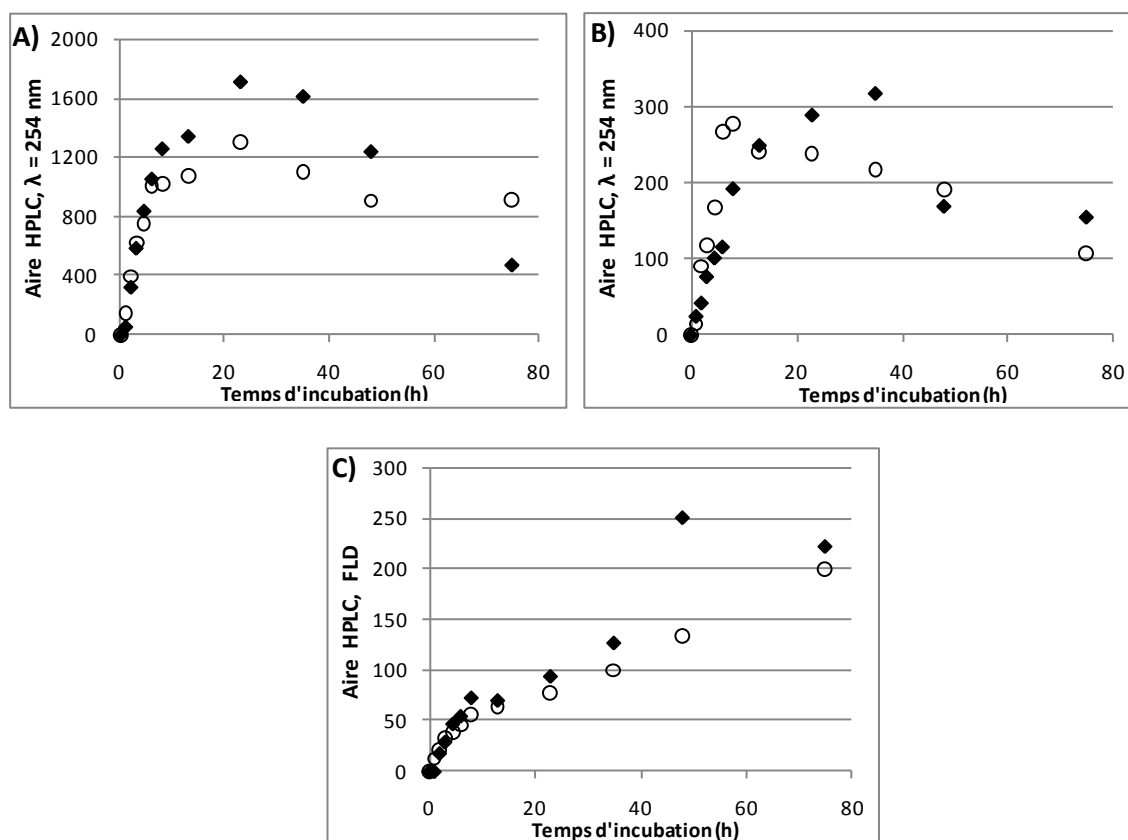 A)
Aire HPLC, λ = 254 nm
2000
1600
1200
800
400
0
0 20 40 60 80
Temps d'incubation (h)
B)
Aire HPLC, λ = 254 nm
400
300
200
100
0
0 20 40 60 80
Temps d'incubation (h)
C)
Aire HPLC, FLD
300
250
200
150
100
50
0
0 20 40 60 80
Temps d'incubation (h)